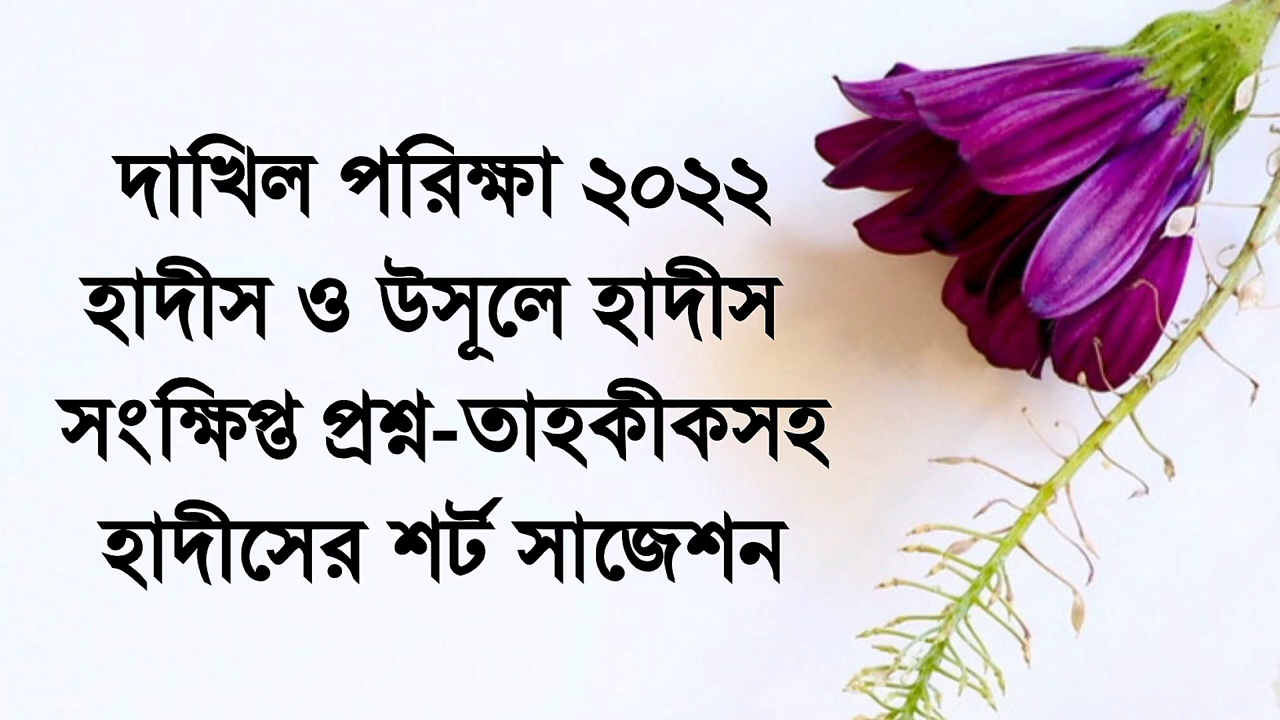 দাখিল পরিক্ষা ২০২২
হাদীস ও উসূলে হাদীস
সংক্ষিপ্ত প্রশ্ন-তাহকীকসহ
হাদীসের শর্ট সাজেশন